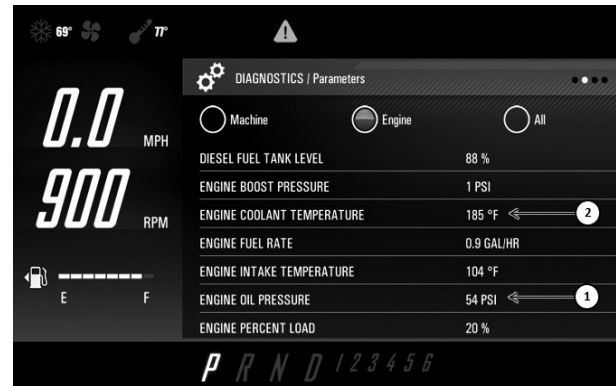 69° 77°
DIAGNOSTICS / Parameters
Machine Engine All
0.0 MPH
DIESEL FUEL TANK LEVEL 88 %
ENGINE BOOST PRESSURE 1 PSI
ENGINE COOLANT TEMPERATURE 185 °F 2
900 RPM
ENGINE FUEL RATE 0.9 GAL/HR
ENGINE INTAKE TEMPERATURE 104 °F
ENGINE OIL PRESSURE 54 PSI 1
E F
ENGINE PERCENT LOAD 20 %
P R N D 1 2 3 4 5 6